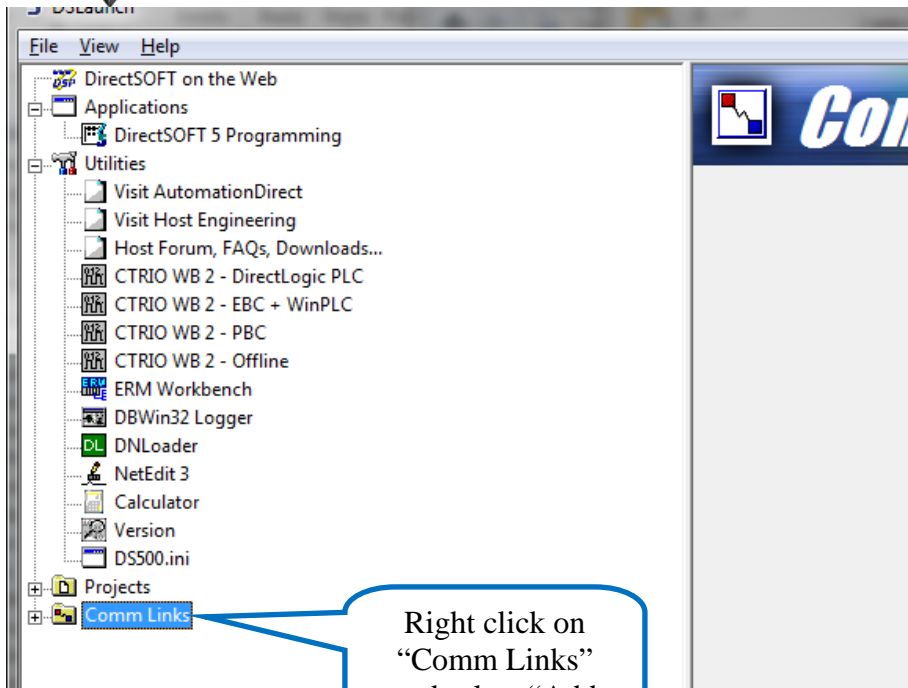 DSLaunch
File View Help
DirectSOFT on the Web
Applications
DirectSOFT 5 Programming
Utilities
Visit AutomationDirect
Visit Host Engineering
Host Forum, FAQs, Downloads...
CTRIO WB 2 - DirectLogic PLC
CTRIO WB 2 - EBC + WinPLC
CTRIO WB 2 - PBC
CTRIO WB 2 - Offline
ERM Workbench
DBWin32 Logger
DL DNLoader
NetEdit 3
Calculator
Version
DS500.ini
Projects
Comm Links
Right click on
“Comm Links”
“Add